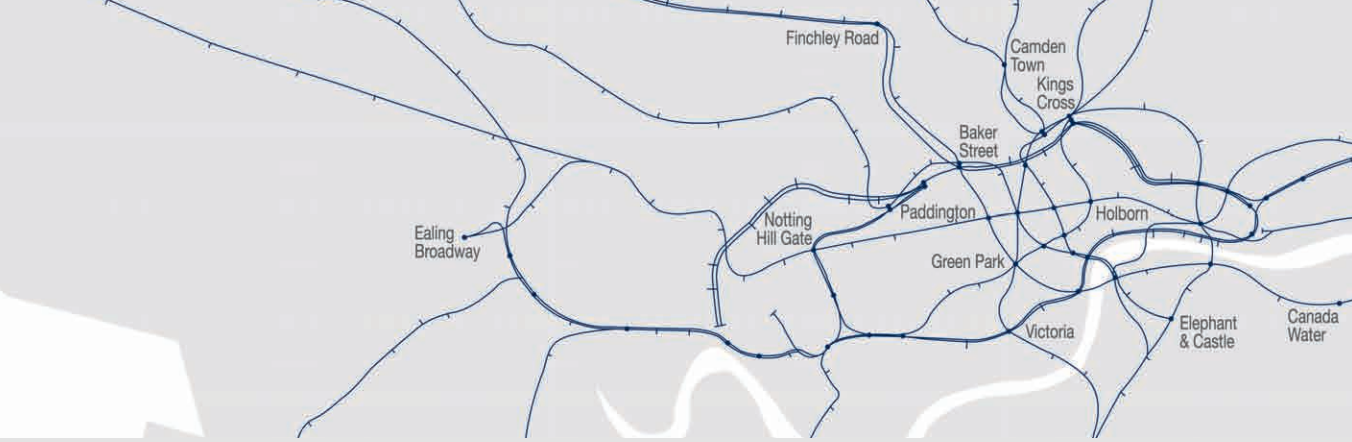 Finchley Road
Camden
Town
Kings
Cross
Baker
Street
Paddington
Holborn
Notting
Hill Gate
Ealing
Broadway
Green Park
Victoria
Elephant
& Castle
Canada
Water